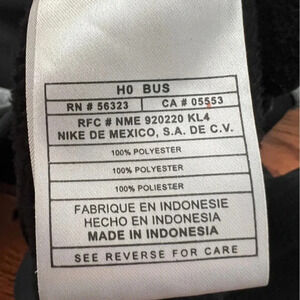 H0 BUS
RN # 56323 CA # 05553
RFC # NME 920220 KL4
NIKE DE MEXICO, S.A. DE C.V.
100% POLYESTER
100% POLYESTER
100% POLIESTER
FABRIQUE EN INDONESIE
HECHO EN INDONESIA
MADE IN INDONESIA
SEE REVERSE FOR CARE